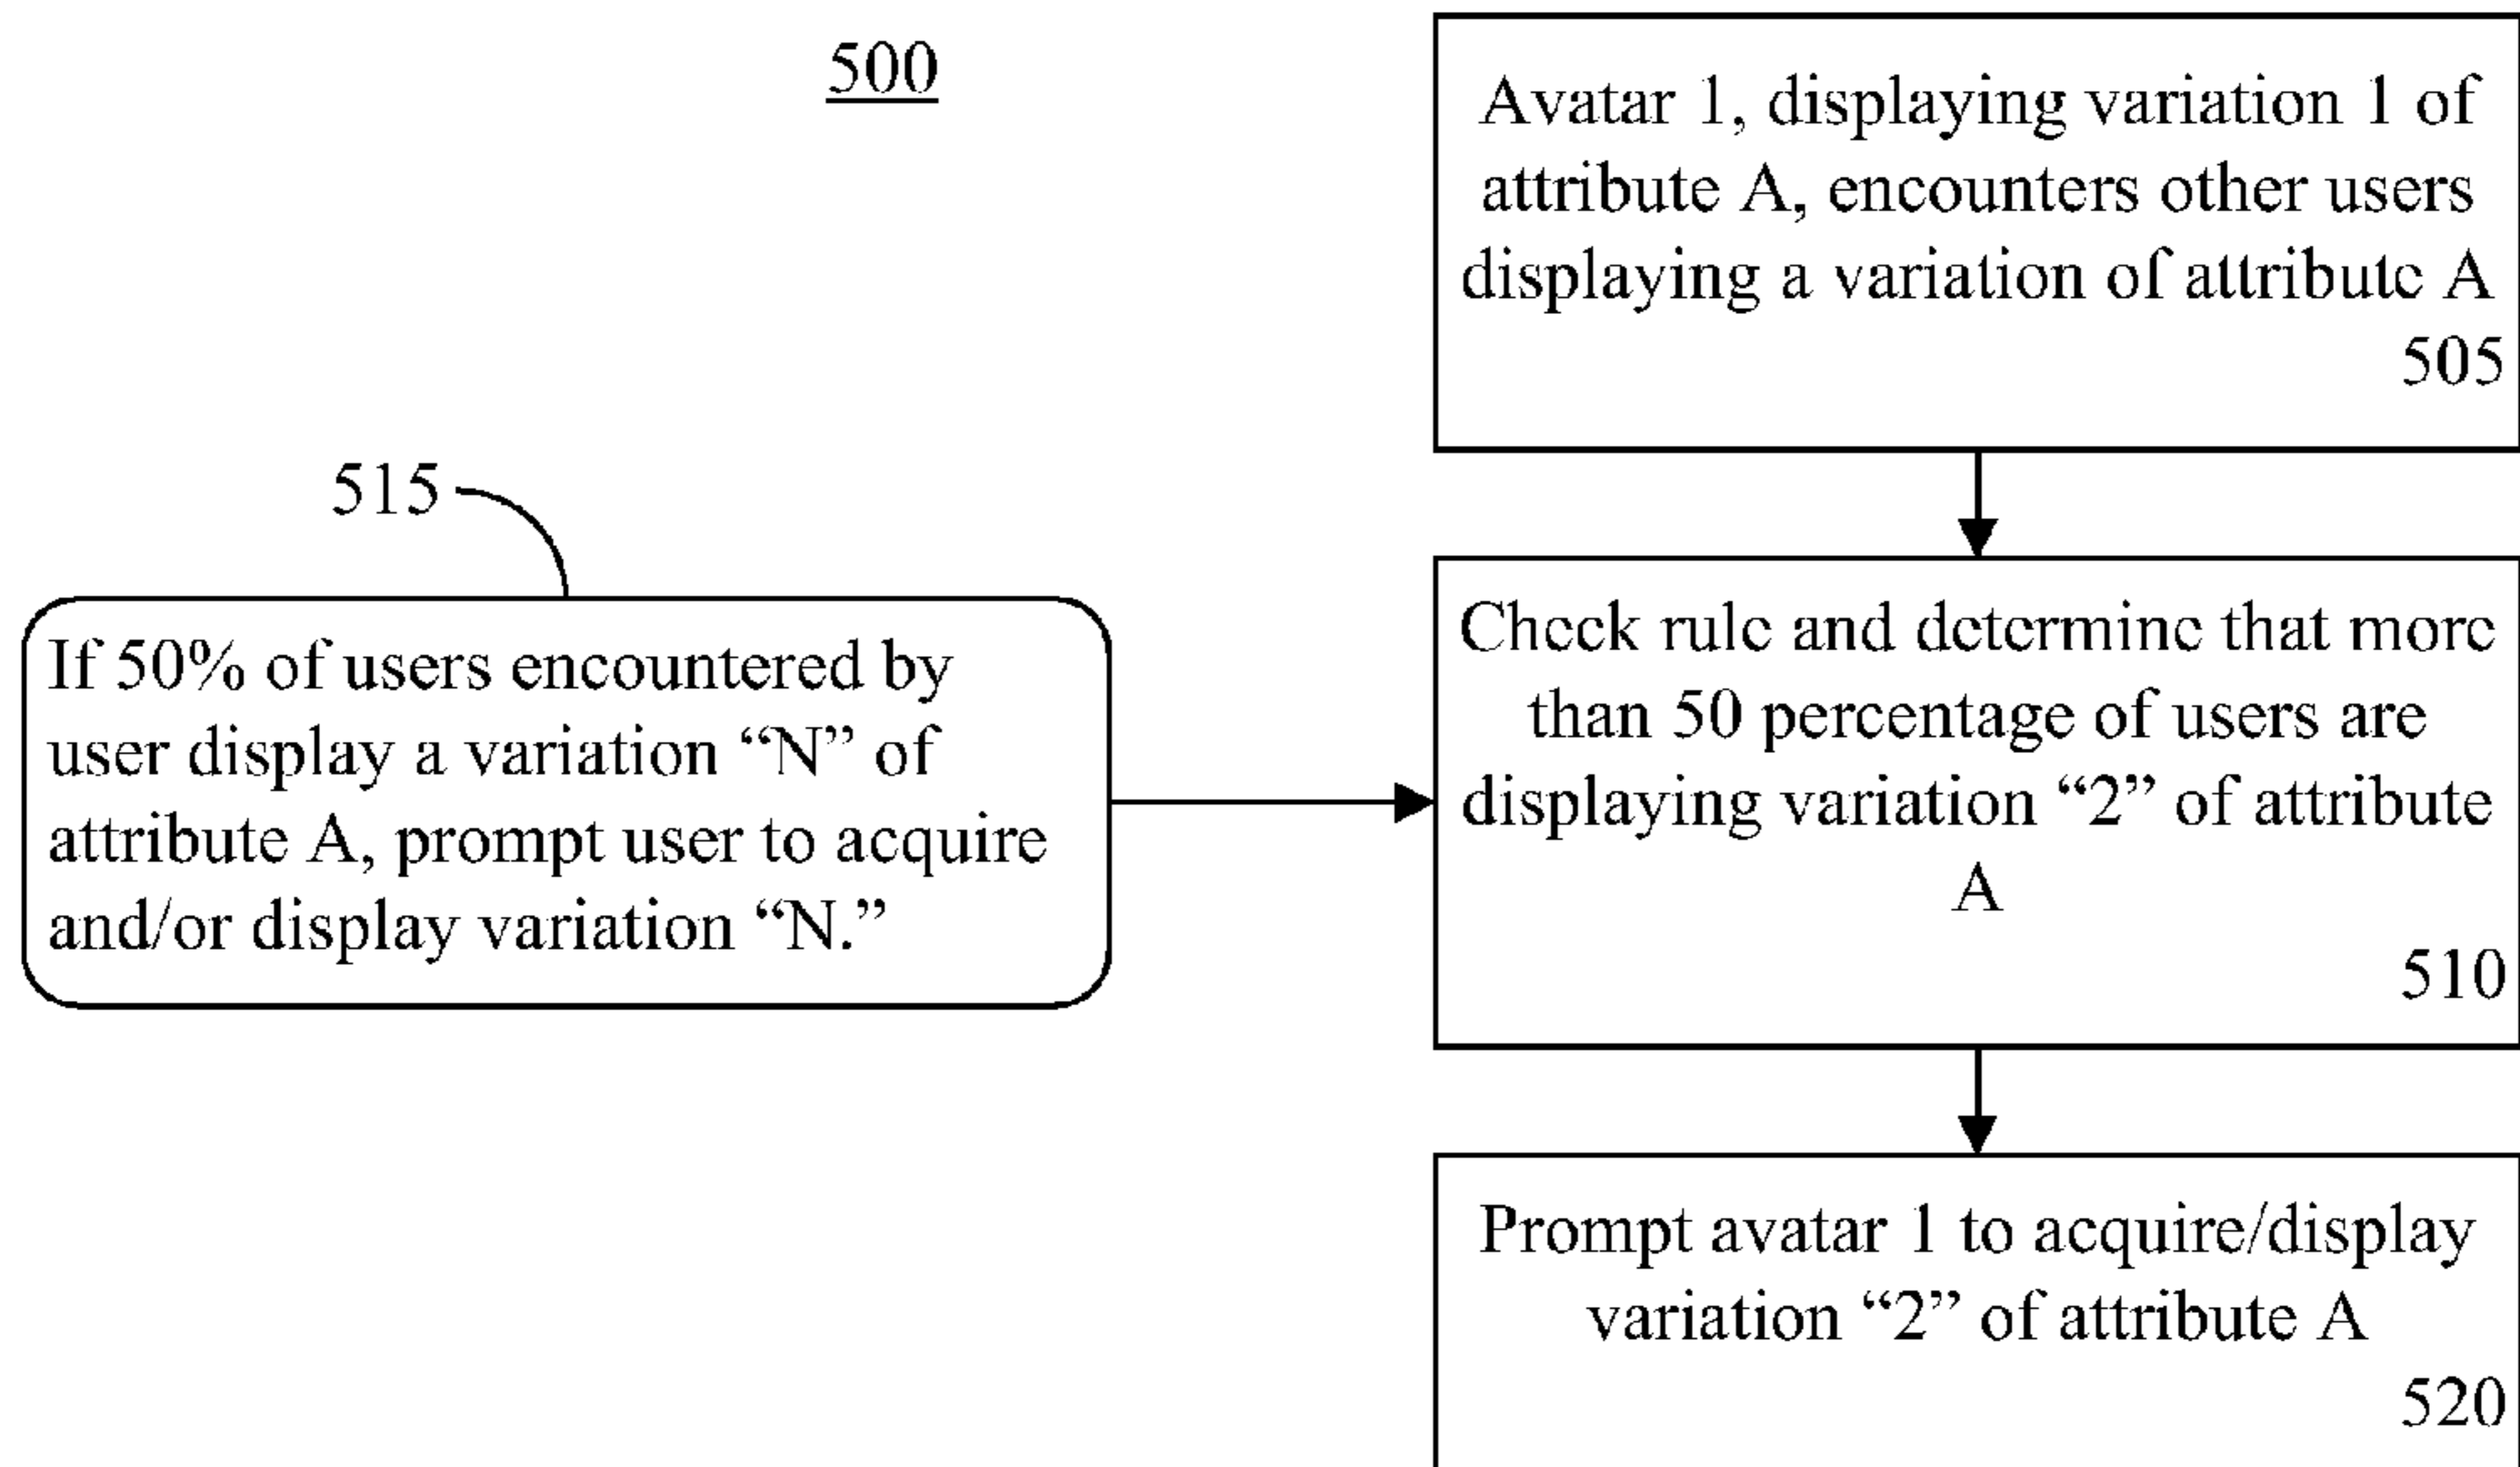 500
Avatar 1, displaying variation 1 of
attribute A, encounters other users
displaying a variation of attribute A
505
515
If 50% of users encountered by
user display a variation “N” of
attribute A, prompt user to acquire
and/or display variation “N.”
Check rule and determine that more
than 50 percentage of users are
displaying variation “2” of attribute
A
510
Prompt avatar 1 to acquire/display
variation “2” of attribute A
520